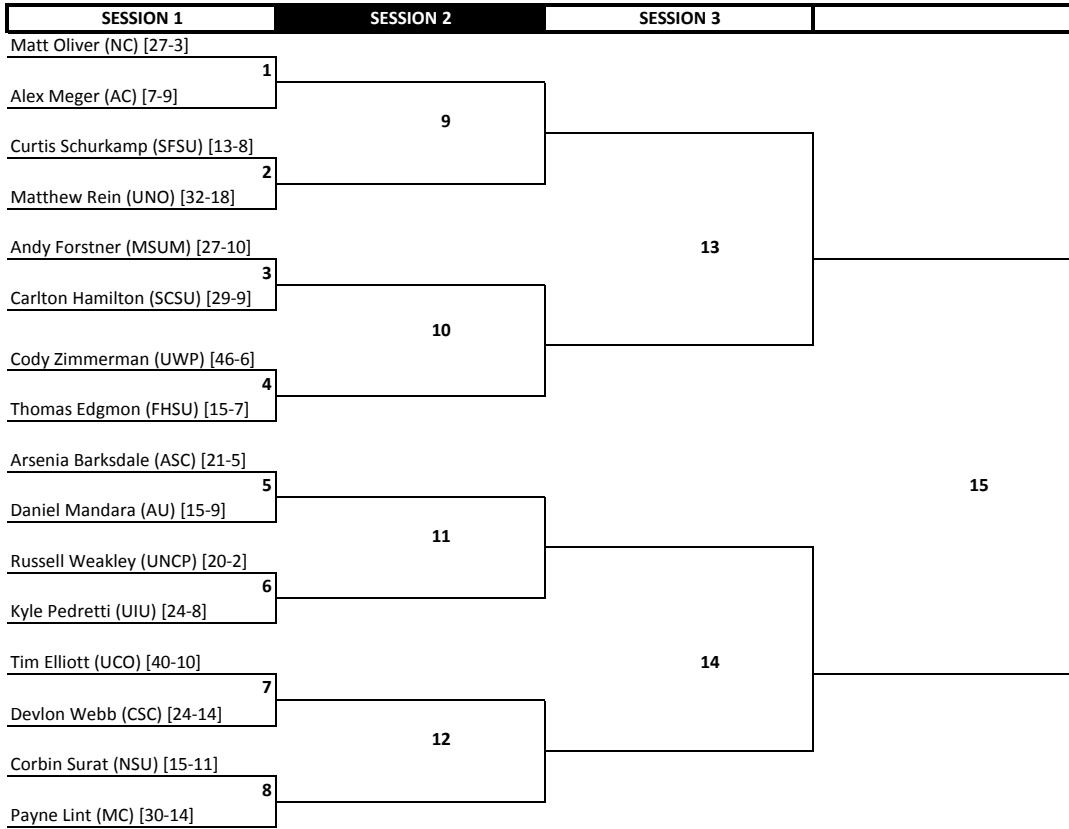 SESSION 1 SESSION 2 SESSION 3
Matt Oliver (NC) [27-3]
1
Alex Meger (AC) [7-9]
9
Curtis Schurkamp (SFSU) [13-8]
2
Matthew Rein (UNO) [32-18]
Andy Forstner (MSUM) [27-10]
13
3
Carlton Hamilton (SCSU) [29-9]
10
Cody Zimmerman (UWP) [46-6]
4
Thomas Edgmon (FHSU) [15-7]
Arsenia Barksdale (ASC) [21-5]
5
15
Daniel Mandara (AU) [15-9]
11
Russell Weakley (UNCP) [20-2]
6
Kyle Pedretti (UIU) [24-8]
Tim Elliott (UCO) [40-10]
14
7
Devlon Webb (CSC) [24-14]
12
Corbin Surat (NSU) [15-11]
8
Payne Lint (MC) [30-14]